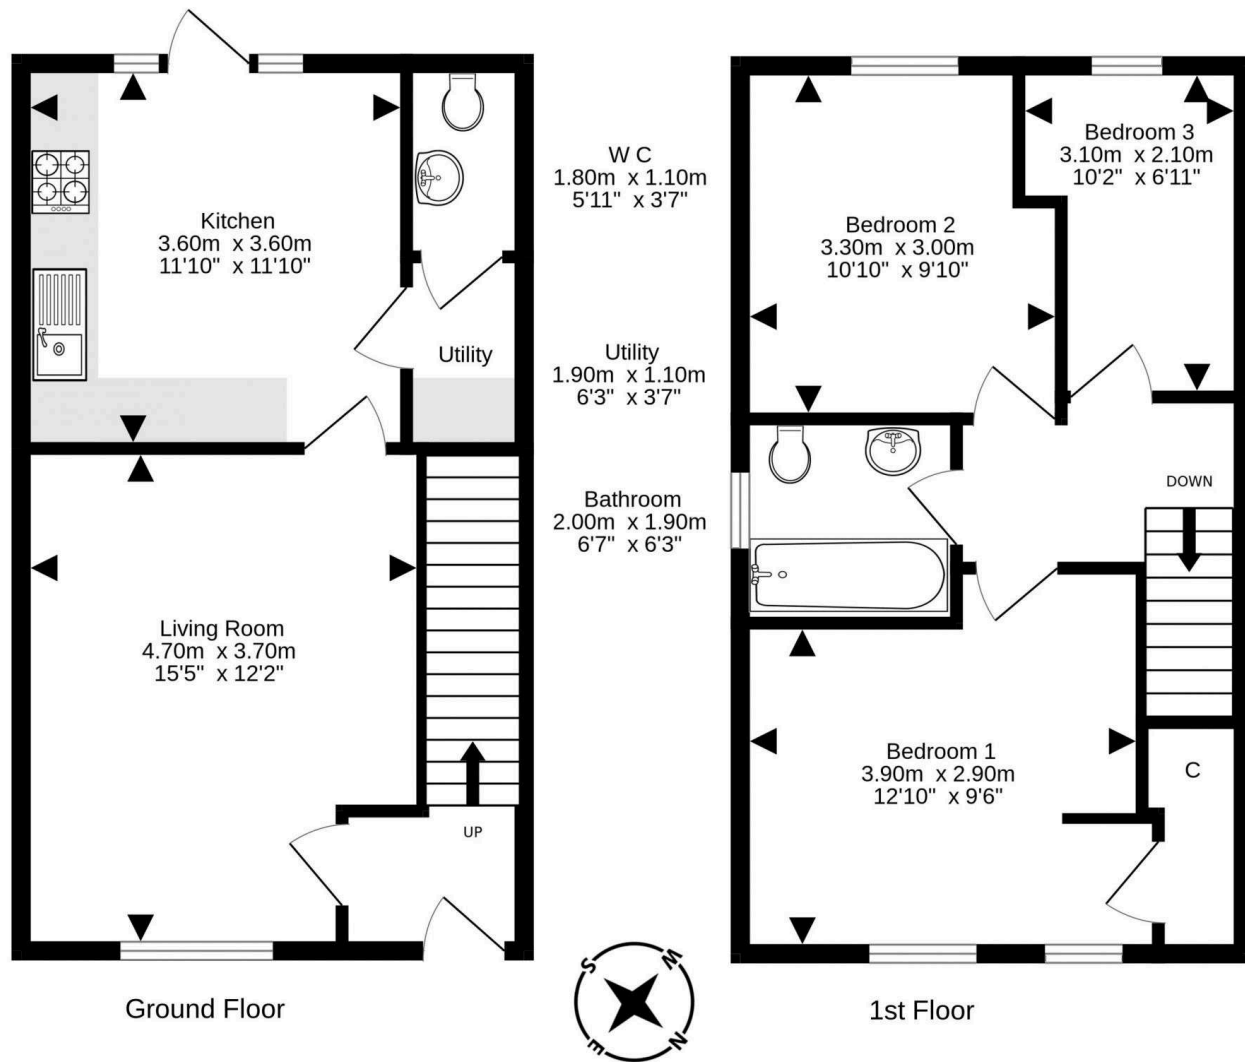 Kitchen
3.60m x 3.60m
11'10" x 11'10"
Utility
Living Room
4.70m x 3.70m
15'5" x 12'2"
UP
Ground Floor
W C
1.80m x 1.10m
5'11" x 3'7"
Utility
1.90m x 1.10m
6'3" x 3'7"
Bathroom
2.00m x 1.90m
6'7" x 6'3"
S
W
E
N
Bedroom 3
3.10m x 2.10m
10'2" x 6'11"
Bedroom 2
3.30m x 3.00m
10'10" x 9'10"
DOWN
Bedroom 1
3.90m x 2.90m
12'10" x 9'6"
C
1st Floor